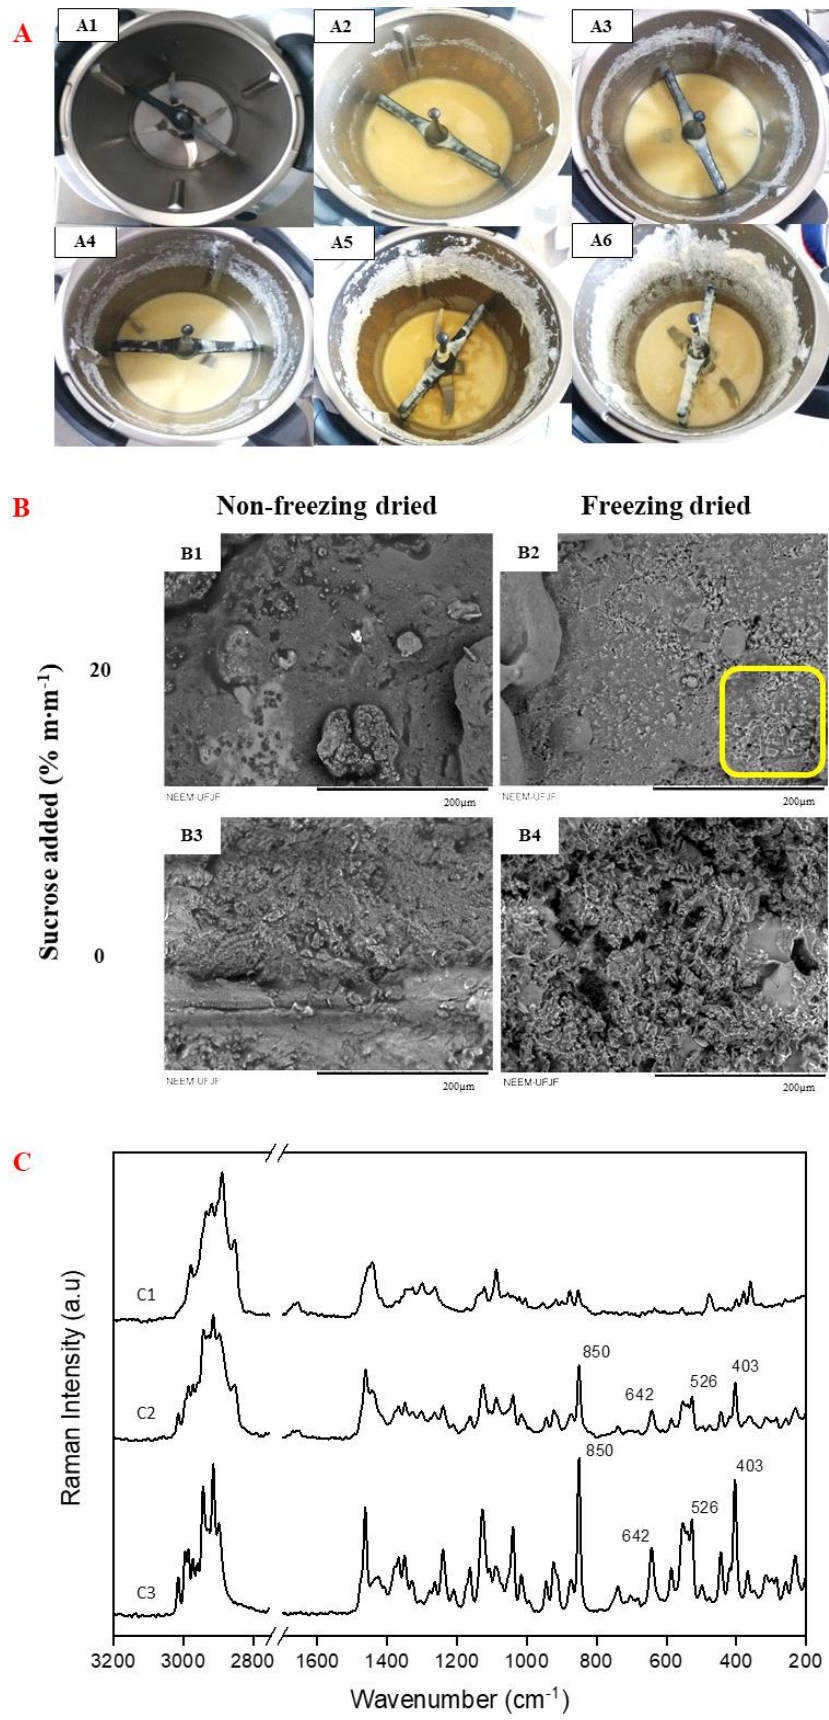 A
A1
A2
A3
A4
A5
A6
B
Non-freezing dried
Freezing dried
Sucrose added (% m·m⁻¹)
20
0
B1
B2
NEEM-UFJF
200µm
NEEM-UFJF
200µm
B3
B4
NEEM-UFJF
200µm
NEEM-UFJF
200µm
C
Raman Intensity (a.u)
C1
C2
850
642
526
403
C3
850
642
526
403
3200 3000 2800 1600 1400 1200 1000 800 600 400 200
Wavenumber (cm⁻¹)